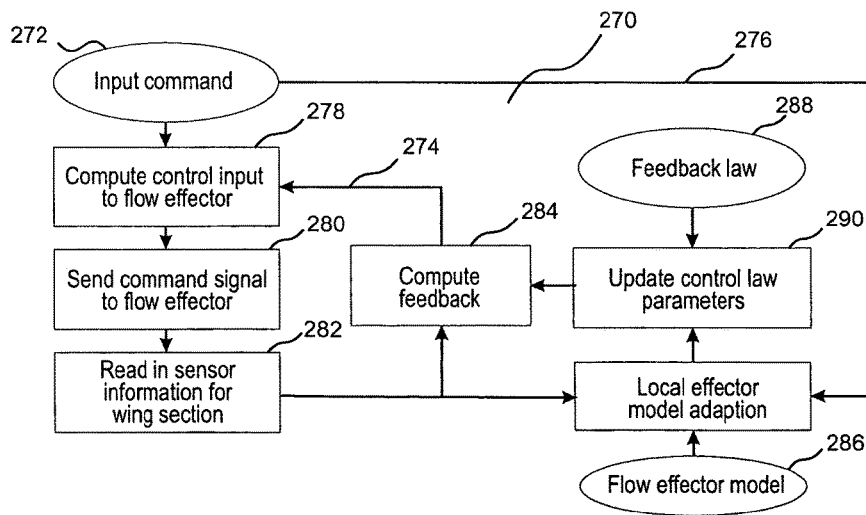 272
Input command
270
276
278
Compute control input
to flow effector
274
288
Feedback law
280
Send command signal
to flow effector
284
Compute
feedback
290
Update control law
parameters
282
Read in sensor
information for
wing section
Local effector
model adaption
286
Flow effector model